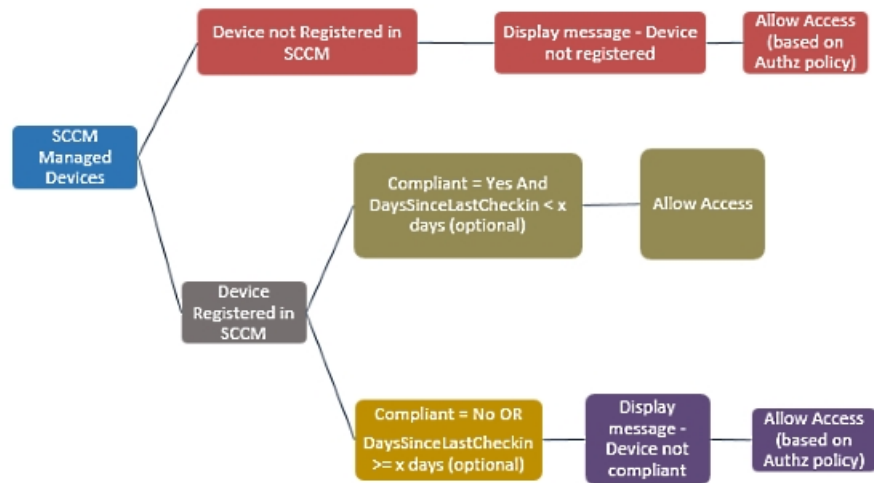 Device not Registered in
SCCM
Display message - Device
not registered
Allow Access
(based on
Authz policy)
SCCM
Managed
Devices
Compliant = Yes And
DaysSinceLastCheckin < x
days (optional)
Allow Access
Device
Registered in
SCCM
Compliant = No OR
DaysSinceLastCheckin
>= x days (optional)
Display
message -
Device not
compliant
Allow Access
(based on
Authz policy)